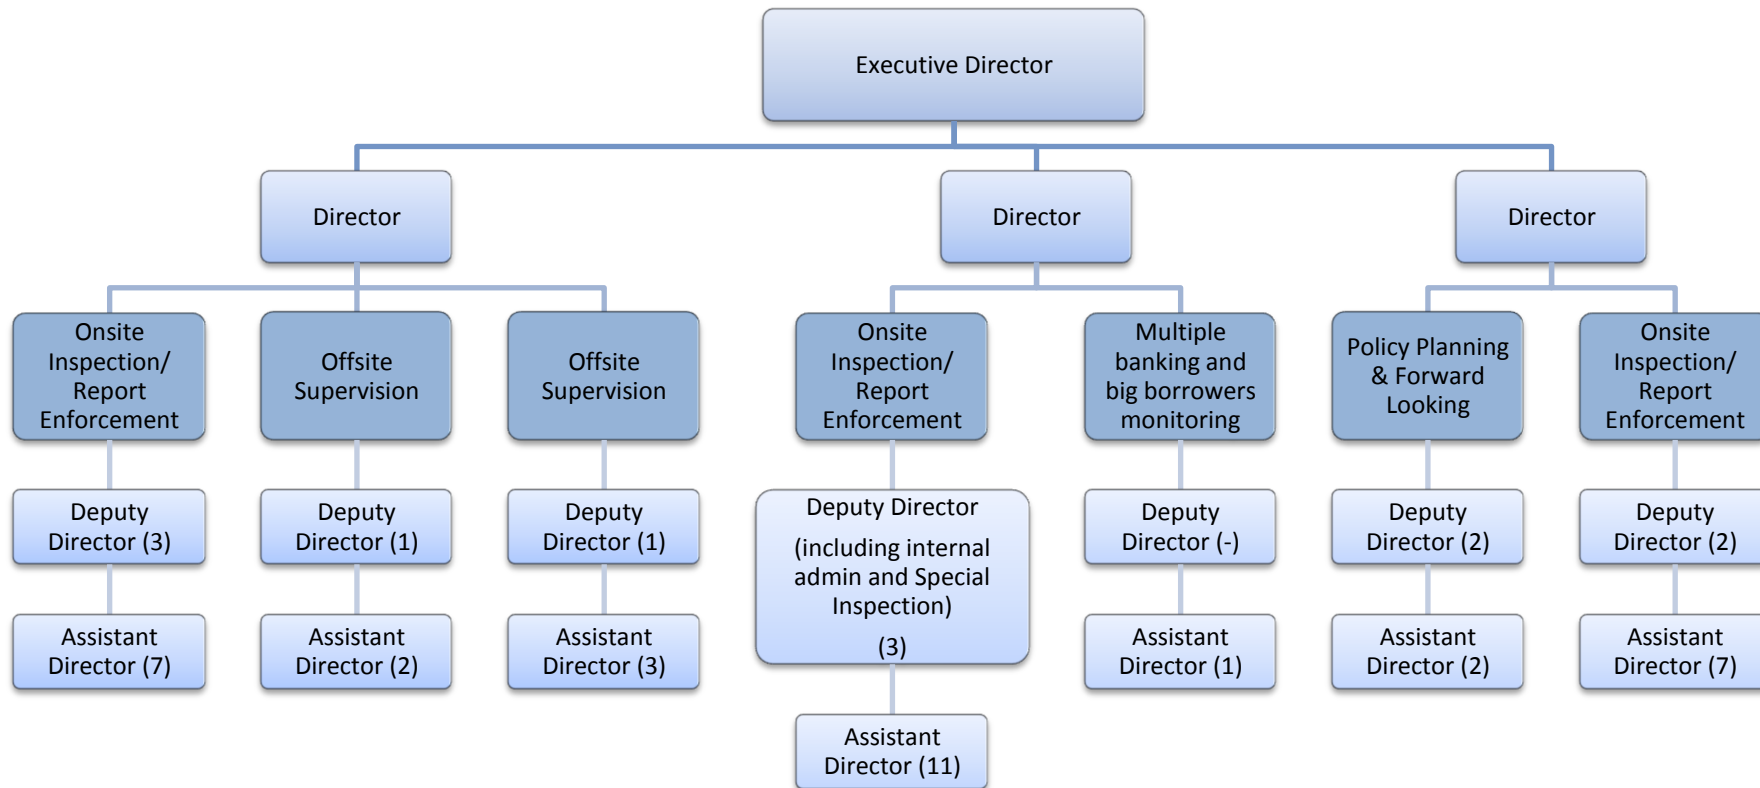 Executive Director
Director
Director
Director
Onsite
Inspection/
Report
Enforcement
Offsite
Supervision
Offsite
Supervision
Onsite
Inspection/
Report
Enforcement
Multiple
banking and
big borrowers
monitoring
Policy Planning
& Forward
Looking
Onsite
Inspection/
Report
Enforcement
Deputy
Director (3)
Deputy
Director (1)
Deputy
Director (1)
Deputy Director
(including internal
admin and Special
Inspection)
(3)
Deputy
Director (-)
Deputy
Director (2)
Deputy
Director (2)
Assistant
Director (7)
Assistant
Director (2)
Assistant
Director (3)
Assistant
Director (11)
Assistant
Director (1)
Assistant
Director (2)
Assistant
Director (7)